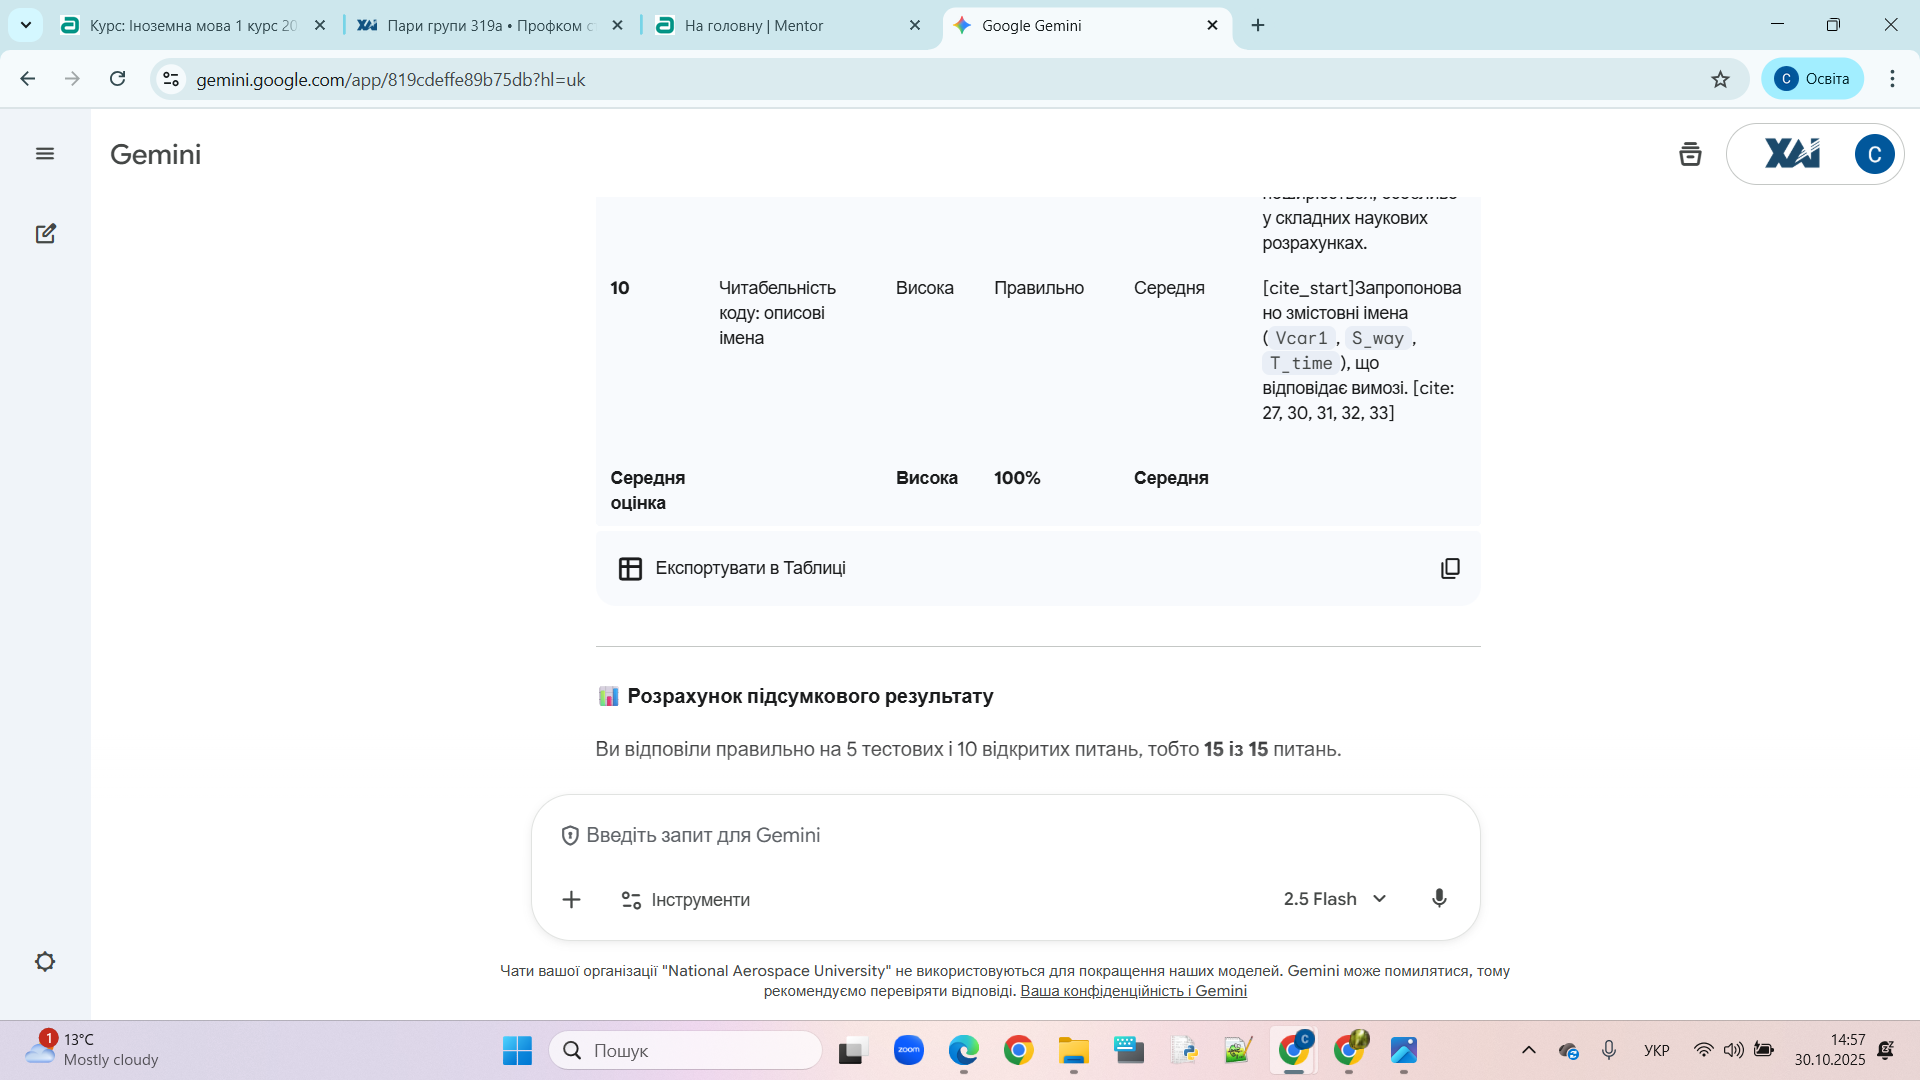 Курс: Іноземна мова 1 курс 20
Пари групи 319а • Профком ст
На головну | Mentor
Google Gemini
gemini.google.com/app/819cdeffe89b75db?hl=uk
С Освіта
Gemini
ХАІ
С
у складних наукових
розрахунках.
10
Читабельність
коду: описові
імена
Висока
Правильно
Середня
[cite_start]Запропонова
но змістовні імена
( Vcar1 , S_way ,
T_time ), що
відповідає вимозі. [cite:
27, 30, 31, 32, 33]
Середня
оцінка
Висока
100%
Середня
Експортувати в Таблиці
Розрахунок підсумкового результату
Ви відповіли правильно на 5 тестових і 10 відкритих питань, тобто 15 із 15 питань.
Введіть запит для Gemini
Інструменти
2.5 Flash
Чати вашої організації "National Aerospace University" не використовуються для покращення наших моделей. Gemini може помилятися, тому
рекомендуємо перевіряти відповіді. Ваша конфіденційність і Gemini
1
13°C
Mostly cloudy
Пошук
zoom
С
УКР
14:57
30.10.2025